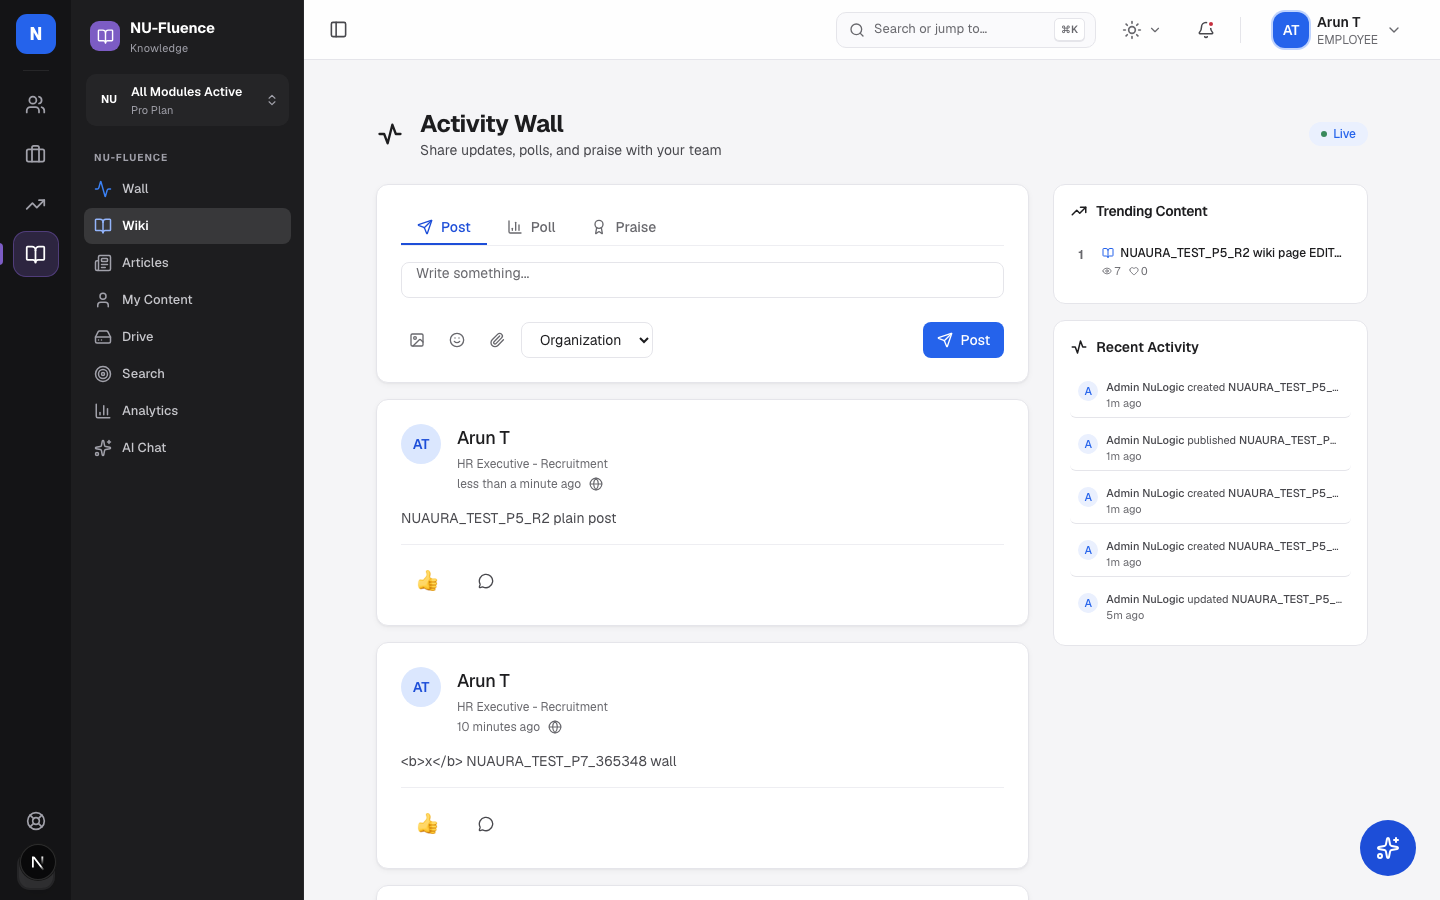 N
NU-Fluence
Knowledge
NU
All Modules Active
Pro Plan
NU-FLUENCE
Wall
Wiki
Articles
My Content
Drive
Search
Analytics
AI Chat
N
Search or jump to...
⌘K
AT
Arun T
EMPLOYEE
Activity Wall
Share updates, polls, and praise with your team
Live
Post
Poll
Praise
Write something...
Organization
Post
AT
Arun T
HR Executive - Recruitment
less than a minute ago
NUAURA_TEST_P5_R2 plain post
AT
Arun T
HR Executive - Recruitment
10 minutes ago
<b>x</b> NUAURA_TEST_P7_365348 wall
Trending Content
1
NUAURA_TEST_P5_R2 wiki page EDIT...
7
0
Recent Activity
A
Admin NuLogic created NUAURA_TEST_P5_...
1m ago
A
Admin NuLogic published NUAURA_TEST_P...
1m ago
A
Admin NuLogic created NUAURA_TEST_P5_...
1m ago
A
Admin NuLogic created NUAURA_TEST_P5_...
1m ago
A
Admin NuLogic updated NUAURA_TEST_P5_...
5m ago